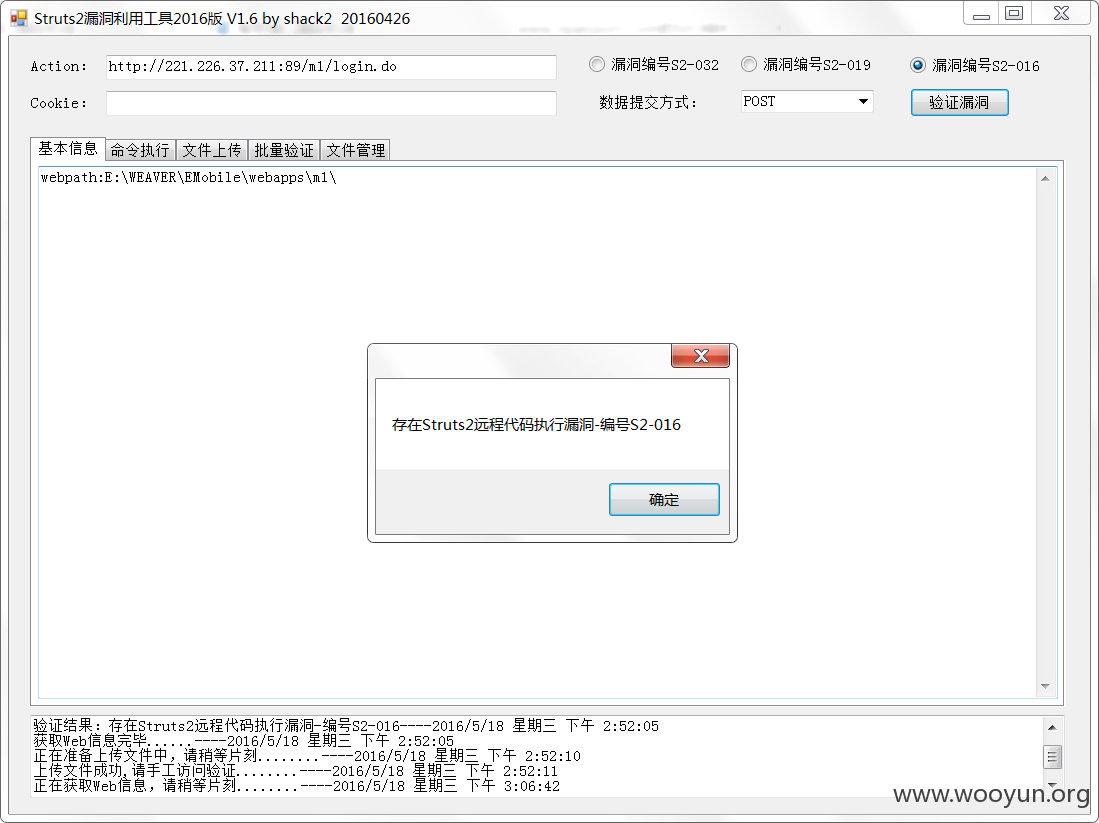 Struts2漏洞利用工具2016版 V1.6 by shack2 20160426
Action: http://221.226.37.211:89/m1/login.do 漏洞编号S2-032 漏洞编号S2-019 漏洞编号S2-016
Cookie: 数据提交方式: POST 验证漏洞
基本信息 命令执行 文件上传 批量验证 文件管理
webpath:E:\WEAVER\EMobile\webapps\m1\
存在Struts2远程代码执行漏洞-编号S2-016
确定
验证结果: 存在Struts2远程代码执行漏洞-编号S2-016----2016/5/18 星期三 下午 2:52:05
获取Web信息完毕......----2016/5/18 星期三 下午 2:52:05
正在准备上传文件中，请稍等片刻........----2016/5/18 星期三 下午 2:52:10
上传文件成功,请手工访问验证........----2016/5/18 星期三 下午 2:52:11
正在获取Web信息，请稍等片刻........----2016/5/18 星期三 下午 3:06:42
www.wooyun.org